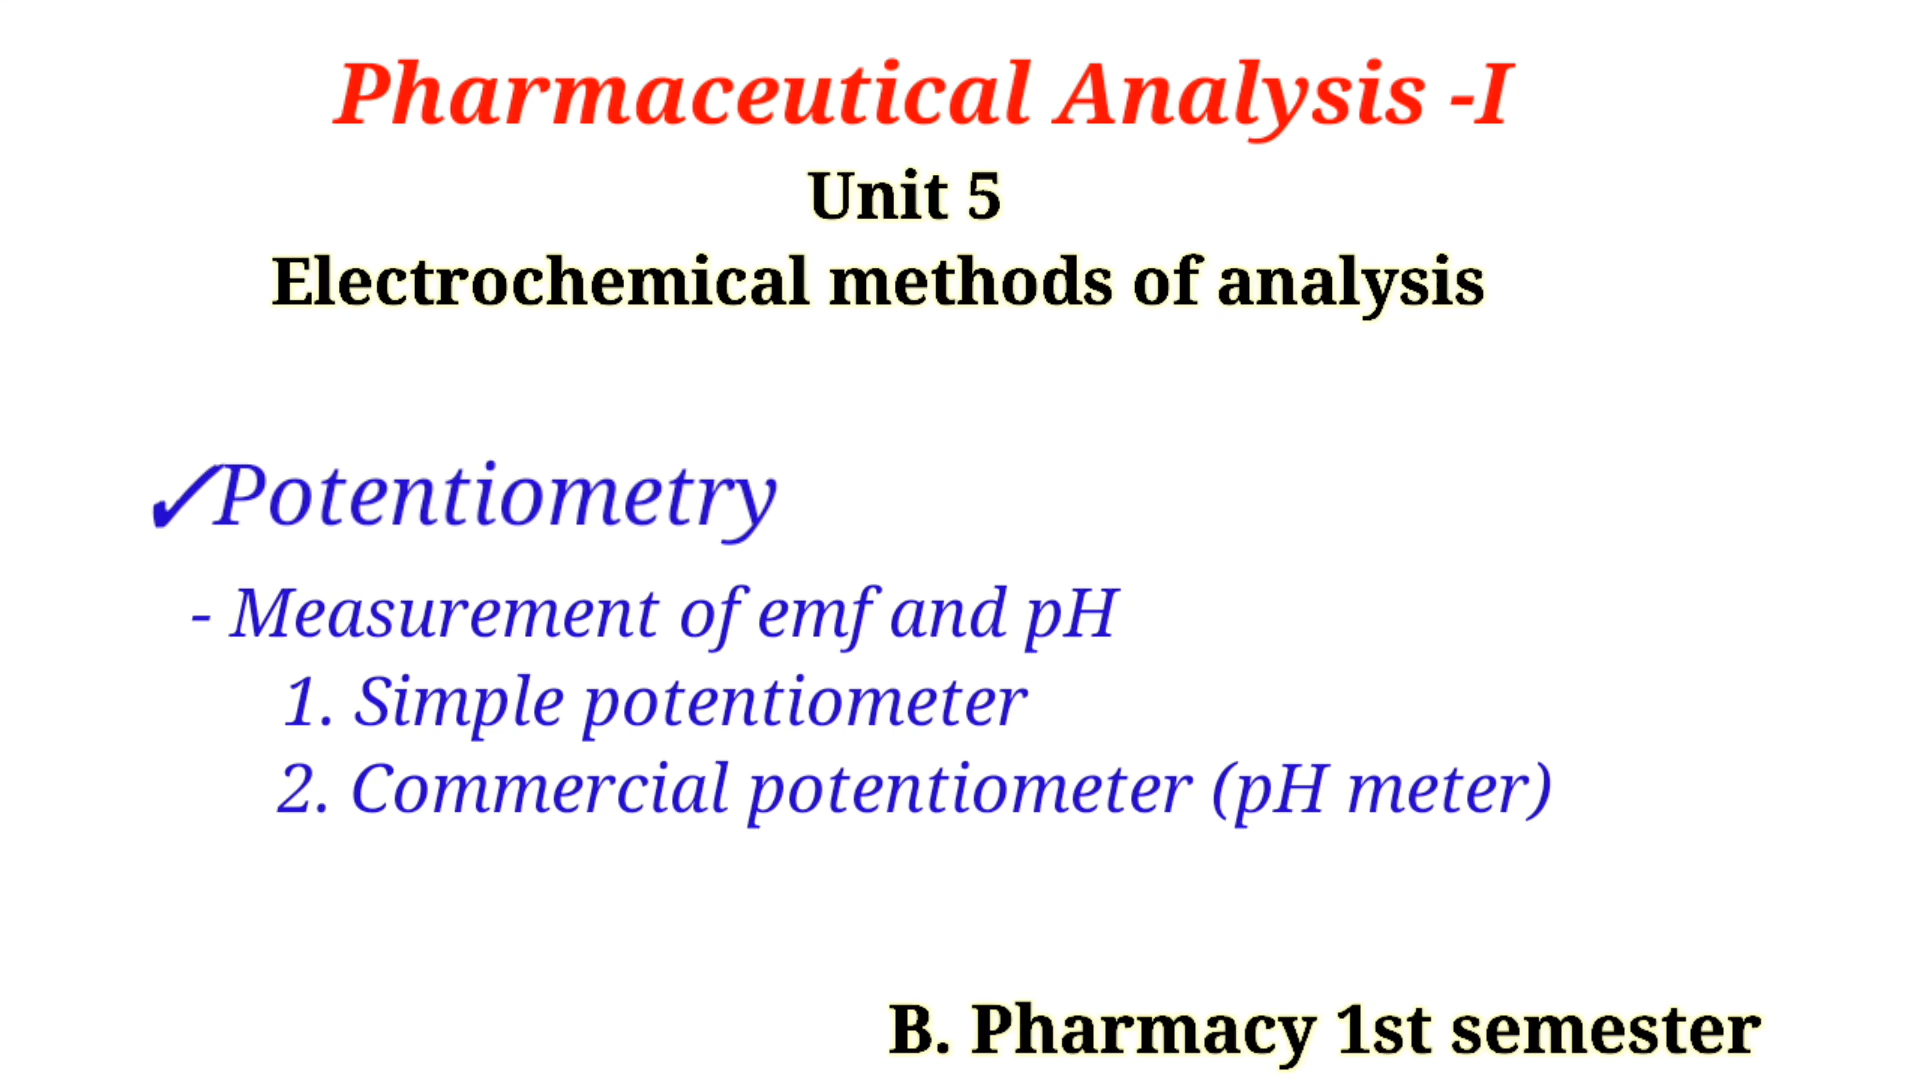 Pharmaceutical Analysis -I
Unit 5
Electrochemical methods of analysis
✓Potentiometry
- Measurement of emf and pH
1. Simple potentiometer
2. Commercial potentiometer (pH meter)
B. Pharmacy 1st semester